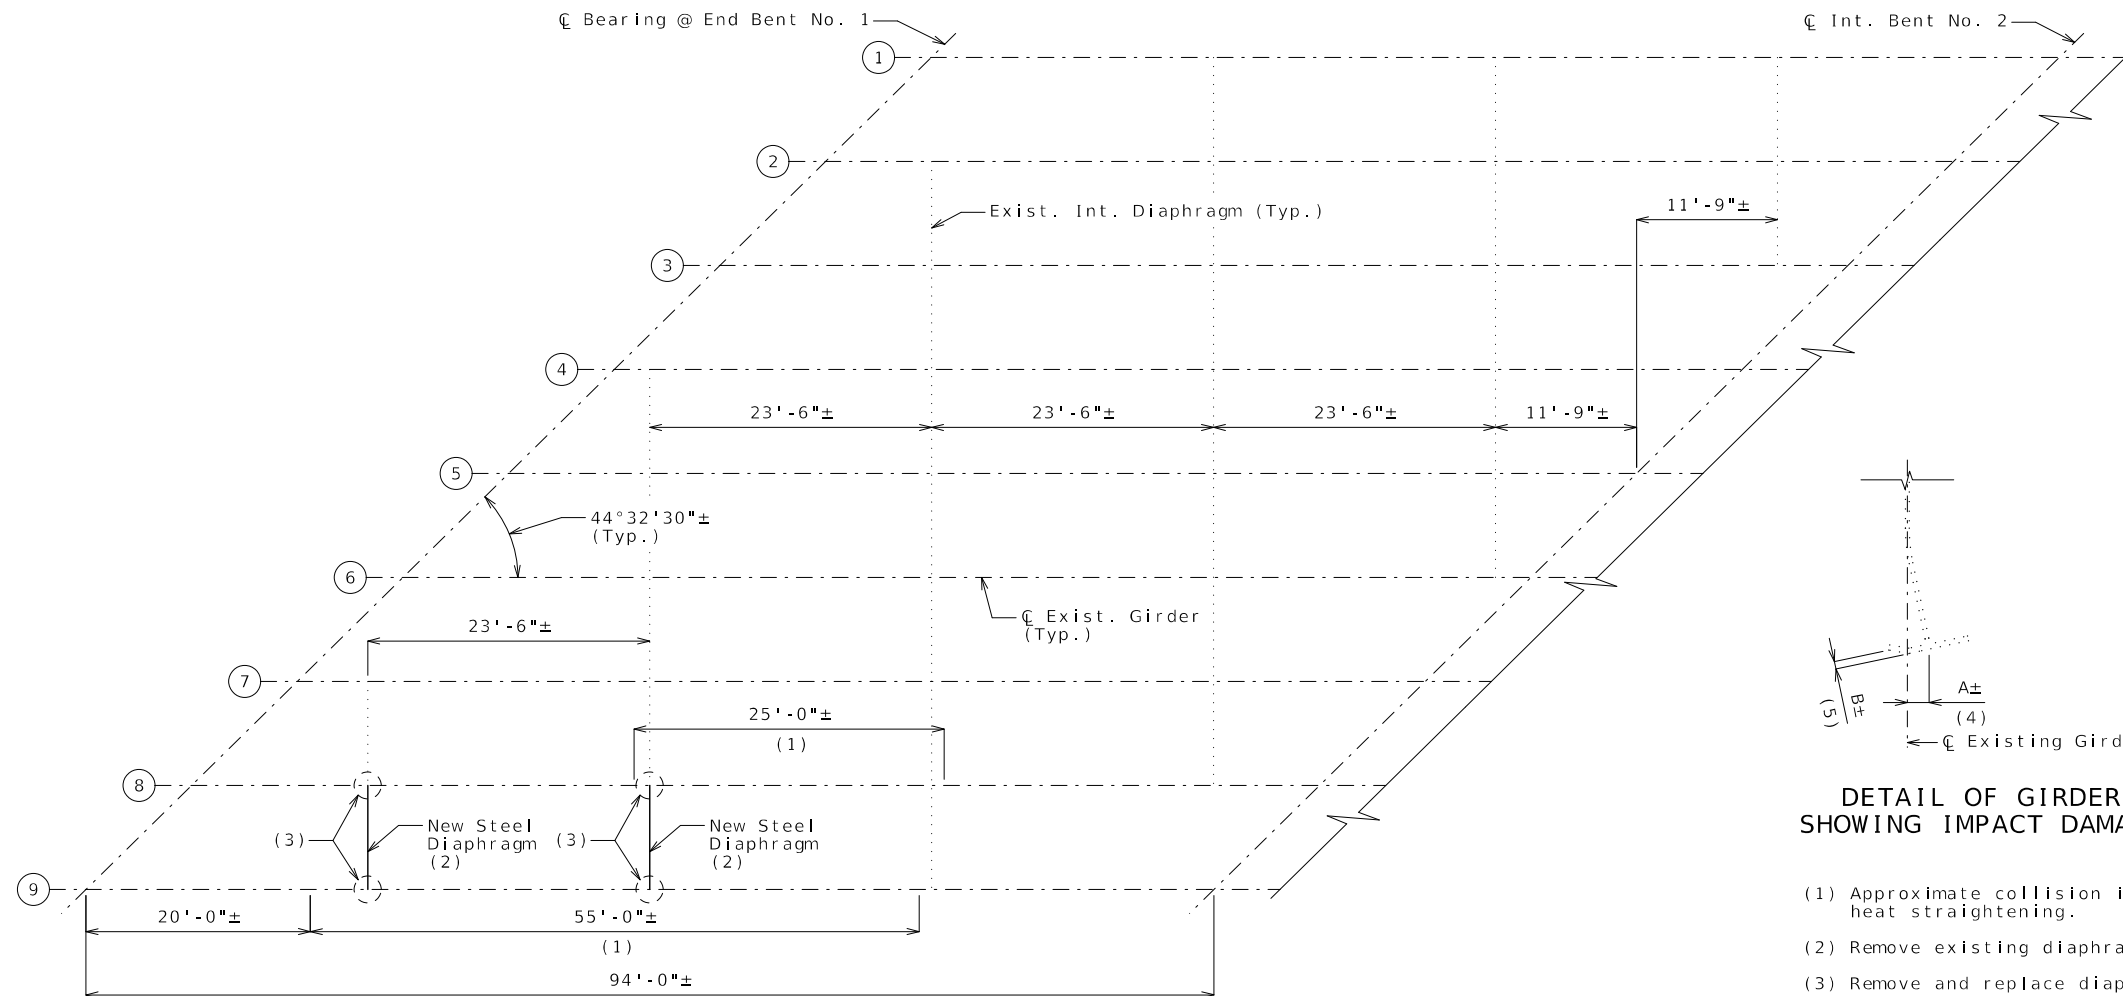 ℄ Bearing @ End Bent No. 1
℄ Int. Bent No. 2
1
2
Exist. Int. Diaphragm (Typ.)
11'-9"±
3
4
23'-6"±
23'-6"±
23'-6"±
11'-9"±
5
44°32'30"±
(Typ.)
6
℄ Exist. Girder
(Typ.)
23'-6"±
7
25'-0"±
(1)
A±
(4)
B±
(5)
℄ Existing Gird
8
(3)
New Steel
Diaphragm
(2)
(3)
New Steel
Diaphragm
(2)
9
20'-0"±
55'-0"±
(1)
94'-0"±
DETAIL OF GIRDER
SHOWING IMPACT DAMA
(1) Approximate collision i
heat straightening.
(2) Remove existing diaphra
(3) Remove and replace diap